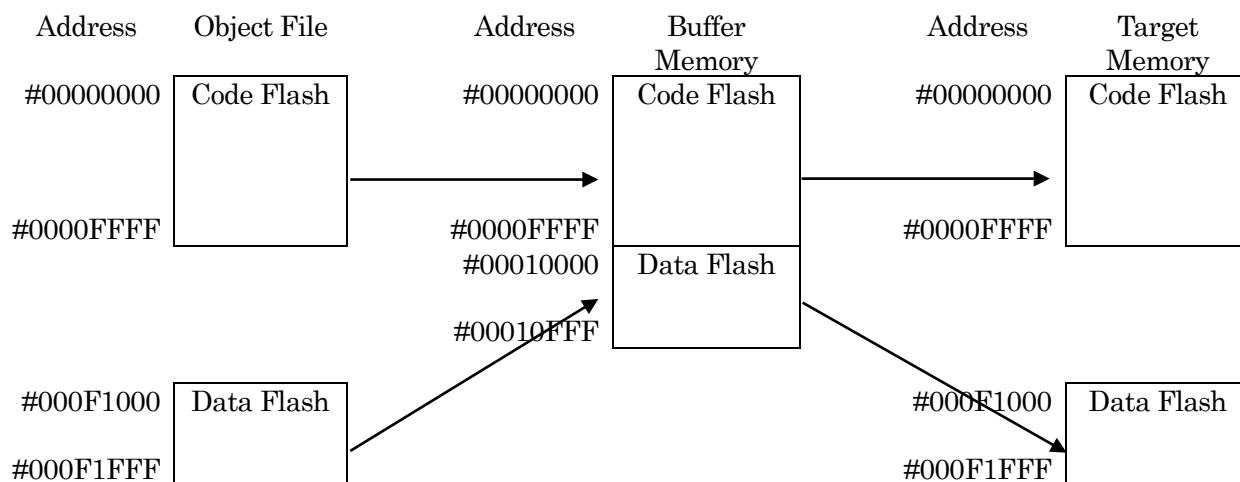 Address Object File Address Buffer Memory Address Target Memory
#00000000 Code Flash #00000000 Code Flash #00000000 Code Flash
#0000FFFF #0000FFFF #0000FFFF
#00010000 Data Flash
#00010FFF
#000F1000 Data Flash #000F1000 Data Flash
#000F1FFF #000F1FFF